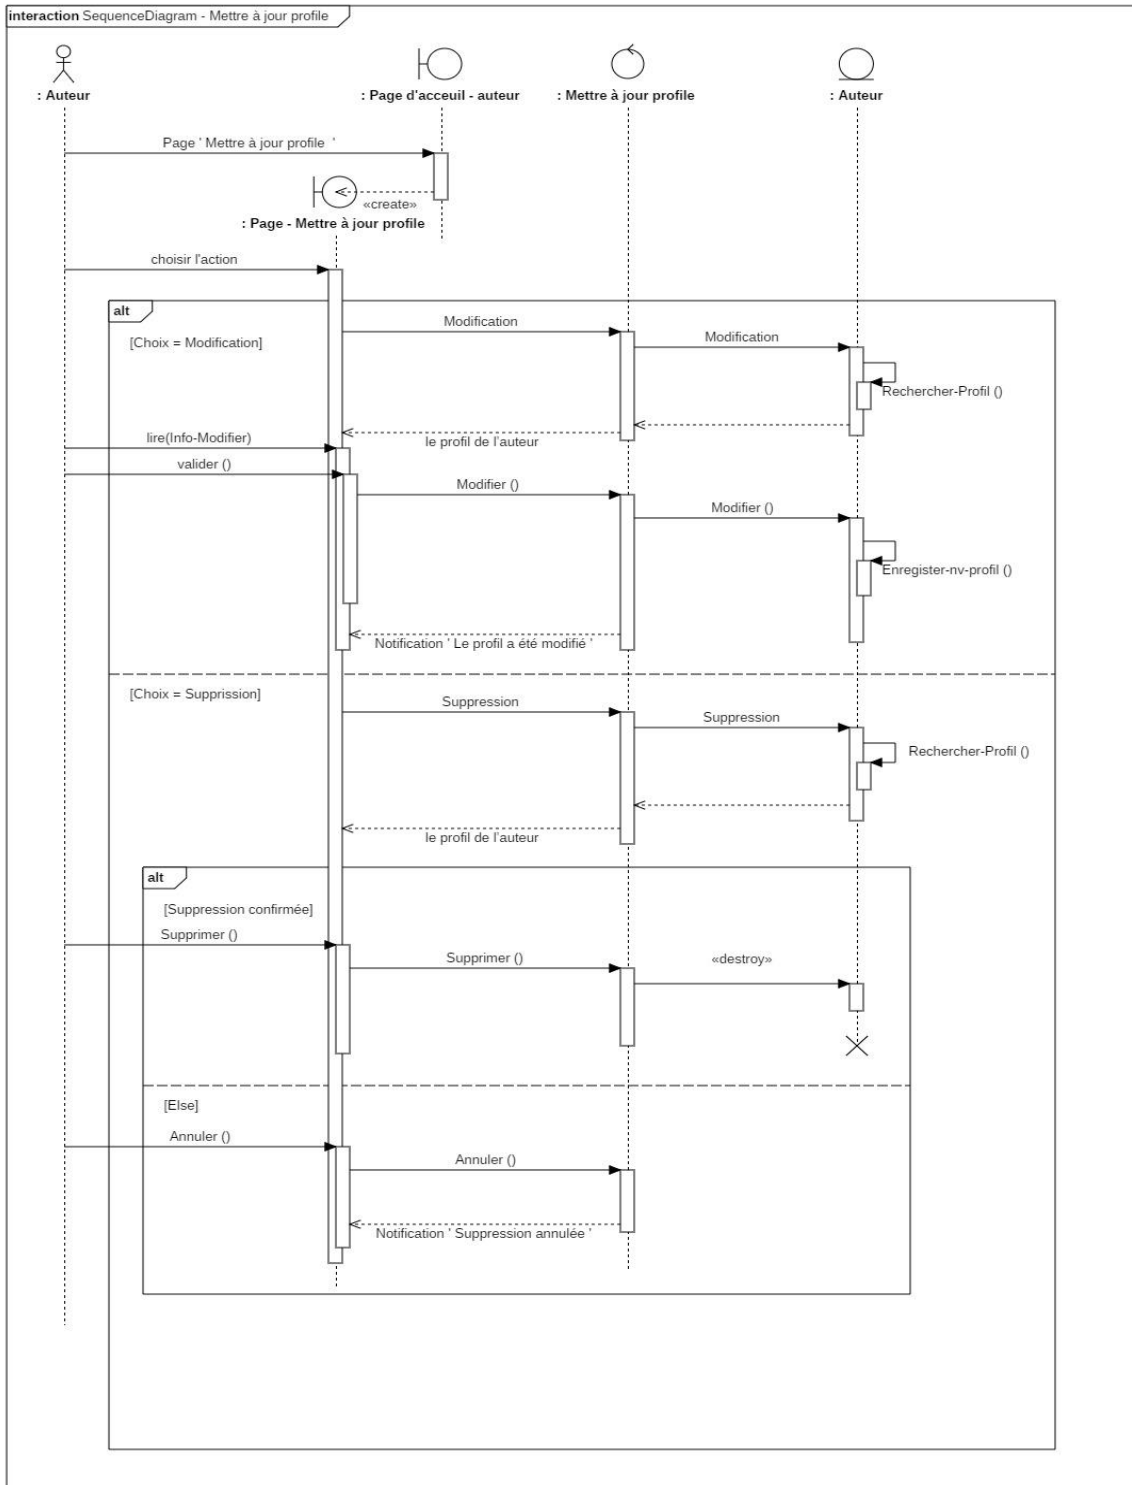 interaction SequenceDiagram - Mettre à jour profile
: Auteur
: Page d'acceuil - auteur
: Mettre à jour profile
: Auteur
Page ' Mettre à jour profile '
«create»
: Page - Mettre à jour profile
choisir l'action
alt
Modification
[Choix = Modification]
Modification
Rechercher-Profil ()
le profil de l'auteur
lire(Info-Modifier)
valider ()
Modifier ()
Modifier ()
Enregister-nv-profil ()
Notification ' Le profil a été modifié '
[Choix = Supprission]
Suppression
Suppression
Rechercher-Profil ()
le profil de l'auteur
alt
[Suppression confirmée]
Supprimer ()
Supprimer ()
«destroy»
[Else]
Annuler ()
Annuler ()
Notification ' Suppression annulée '